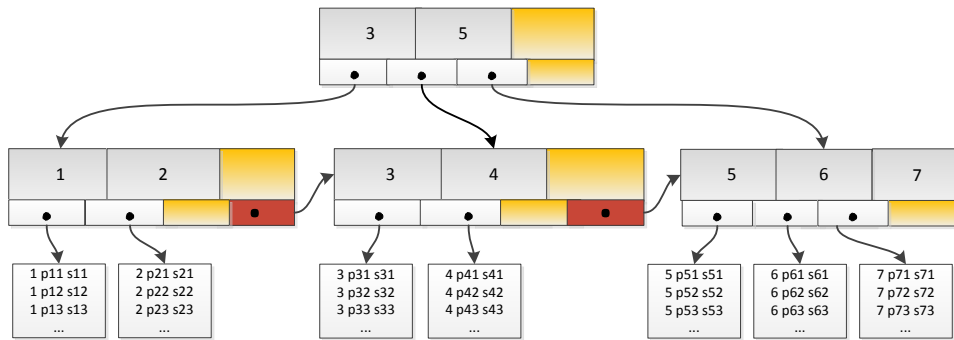 3 5
1 2
3 4
5 6 7
1 p11 s11
1 p12 s12
1 p13 s13
...
2 p21 s21
2 p22 s22
2 p23 s23
...
3 p31 s31
3 p32 s32
3 p33 s33
...
4 p41 s41
4 p42 s42
4 p43 s43
...
5 p51 s51
5 p52 s52
5 p53 s53
...
6 p61 s61
6 p62 s62
6 p63 s63
...
7 p71 s71
7 p72 s72
7 p73 s73
...